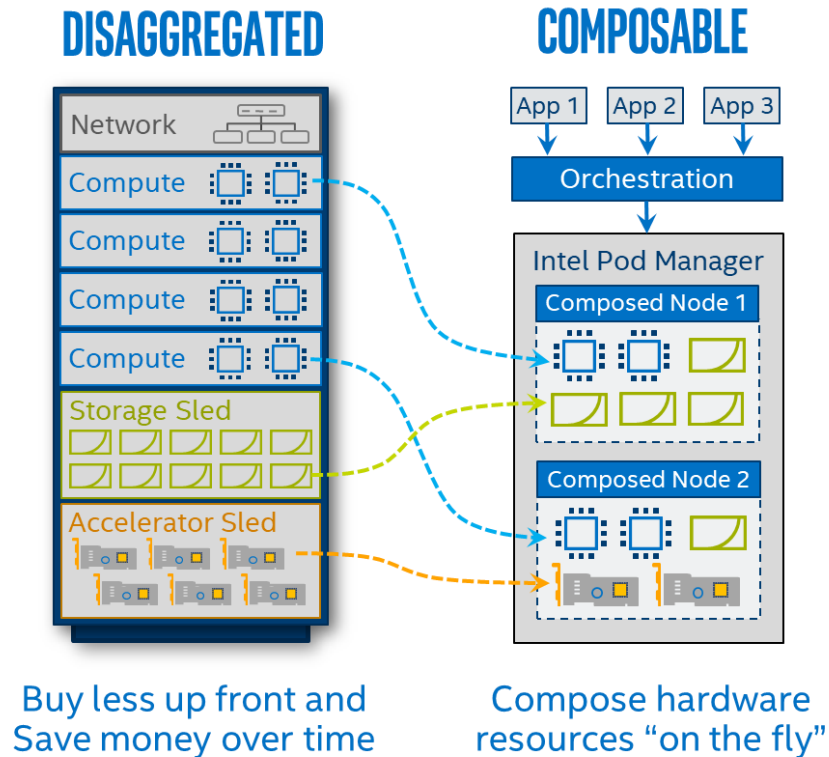 DISAGGREGATED
Network
Compute
Compute
Compute
Compute
Storage Sled
Accelerator Sled
Buy less up front and
Save money over time
COMPOSABLE
App 1
App 2
App 3
Orchestration
Intel Pod Manager
Composed Node 1
Composed Node 2
Compose hardware
resources “on the fly”